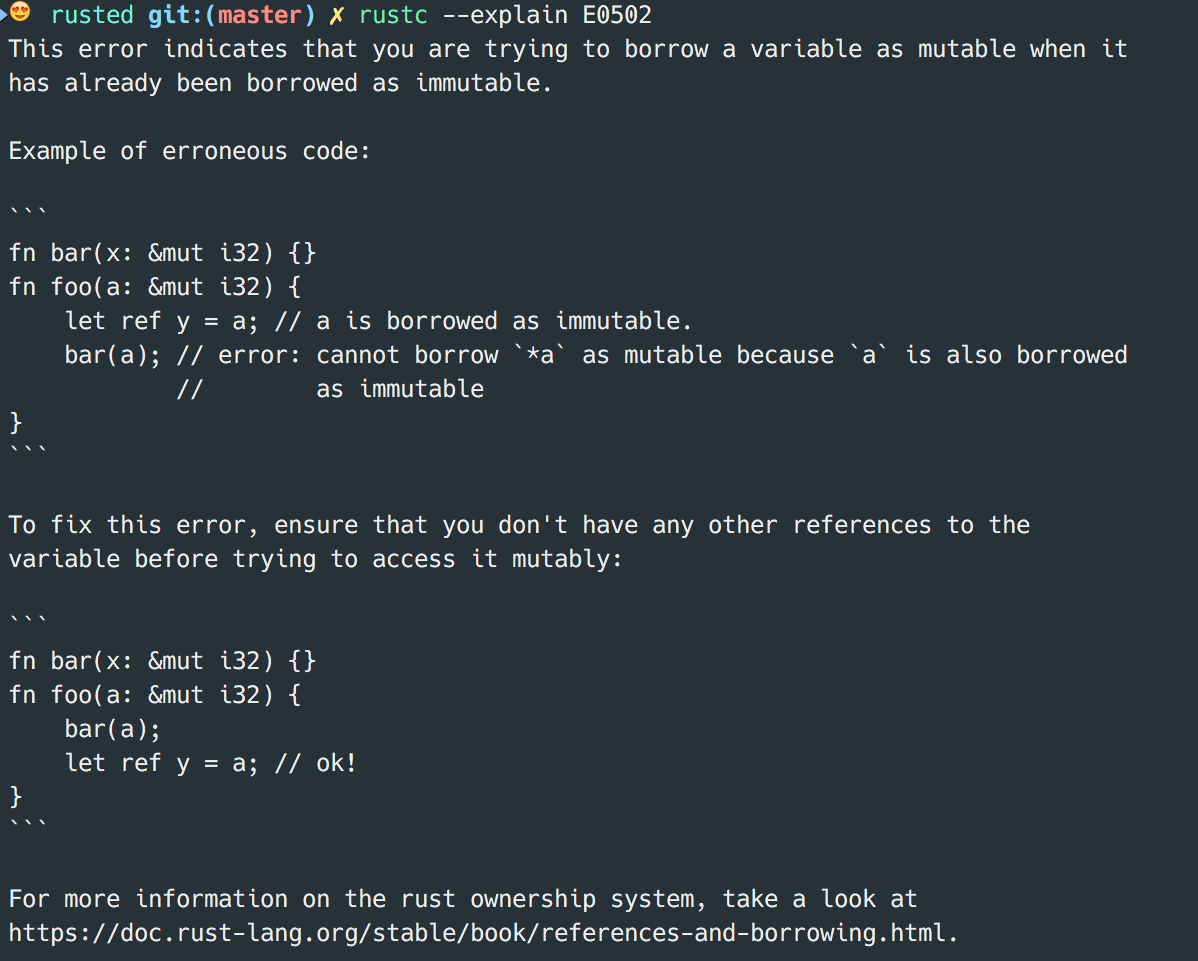 😍 rusted git:(master) ✗ rustc --explain E0502
This error indicates that you are trying to borrow a variable as mutable when it
has already been borrowed as immutable.

Example of erroneous code:

```
fn bar(x: &mut i32) {}
fn foo(a: &mut i32) {
    let ref y = a; // a is borrowed as immutable.
    bar(a); // error: cannot borrow `*a` as mutable because `a` is also borrowed
            //        as immutable
}
```

To fix this error, ensure that you don't have any other references to the
variable before trying to access it mutably:

```
fn bar(x: &mut i32) {}
fn foo(a: &mut i32) {
    bar(a);
    let ref y = a; // ok!
}
```

For more information on the rust ownership system, take a look at
https://doc.rust-lang.org/stable/book/references-and-borrowing.html.